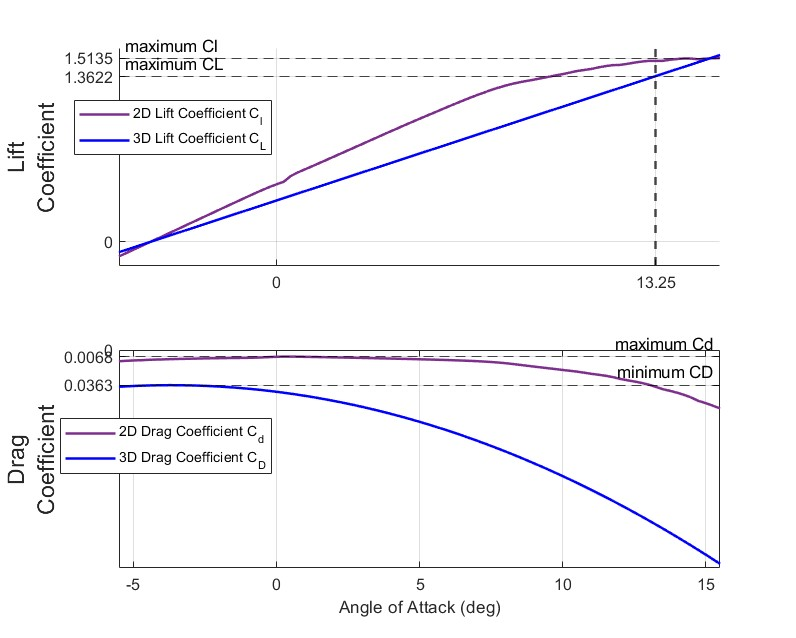 maximum Cl
1.5135
maximum CL
1.3622
2D Lift Coefficient C_l
3D Lift Coefficient C_L
Lift
Coefficient
0
0
13.25
maximum Cd
0
0.0068
minimum CD
0.0363
2D Drag Coefficient C_d
3D Drag Coefficient C_D
Drag
Coefficient
-5
0
5
10
15
Angle of Attack (deg)